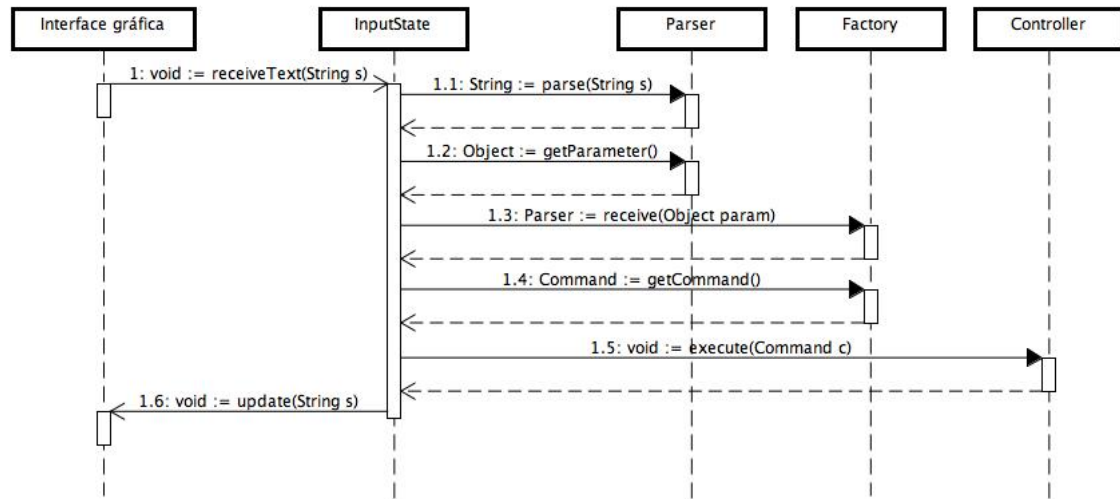 Interface gráfica
InputState
Parser
Factory
Controller
1: void := receiveText(String s)
1.1: String := parse(String s)
1.2: Object := getParameter()
1.3: Parser := receive(Object param)
1.4: Command := getCommand()
1.5: void := execute(Command c)
1.6: void := update(String s)